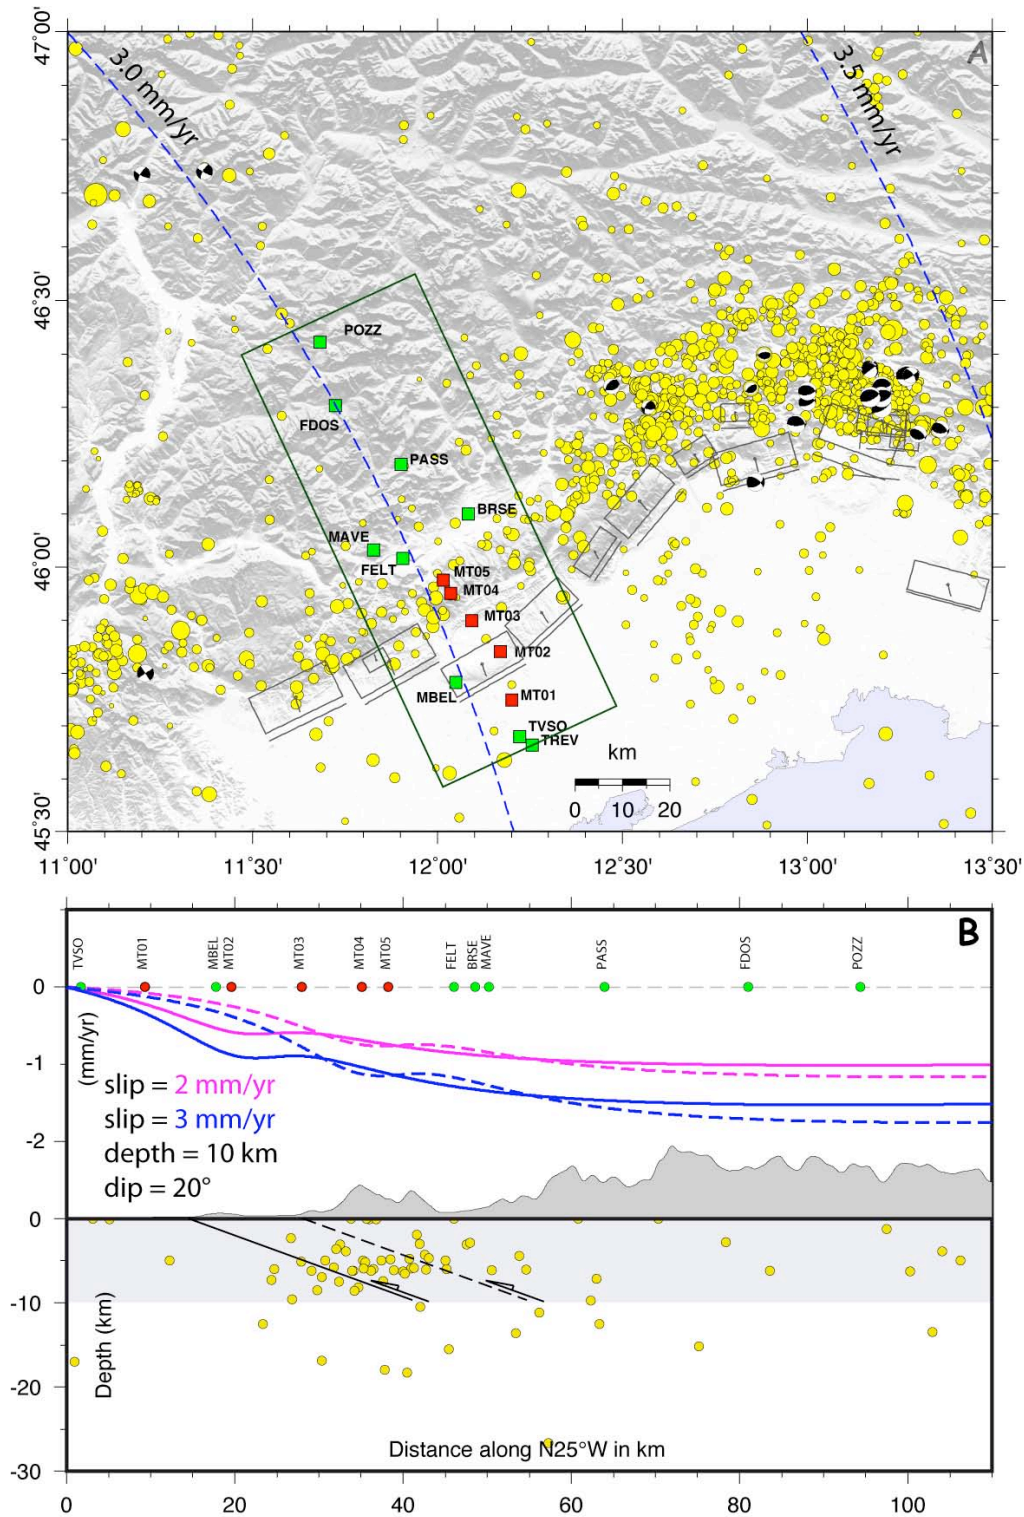 47°00'
46°30'
46°00'
45°30'
A
3.0 mm/yr
3.5 mm/yr
POZZ
FDOS
PASS
BRSE
MAVE
FELT
MT05
MT04
MT03
MT02
MBEL
MT01
TVSO
TREV
km
0 10 20
11°00' 11°30' 12°00' 12°30' 13°00' 13°30'
B
TVSO MT01 MBEL MT02 MT03 MT04 MT05 FELT BRSE MAVE PASS FDOS POZZ
0
-1
-2
(mm/yr)
slip = 2 mm/yr
slip = 3 mm/yr
depth = 10 km
dip = 20°
0
-10
-20
-30
Depth (km)
Distance along N25°W in km
0 20 40 60 80 100